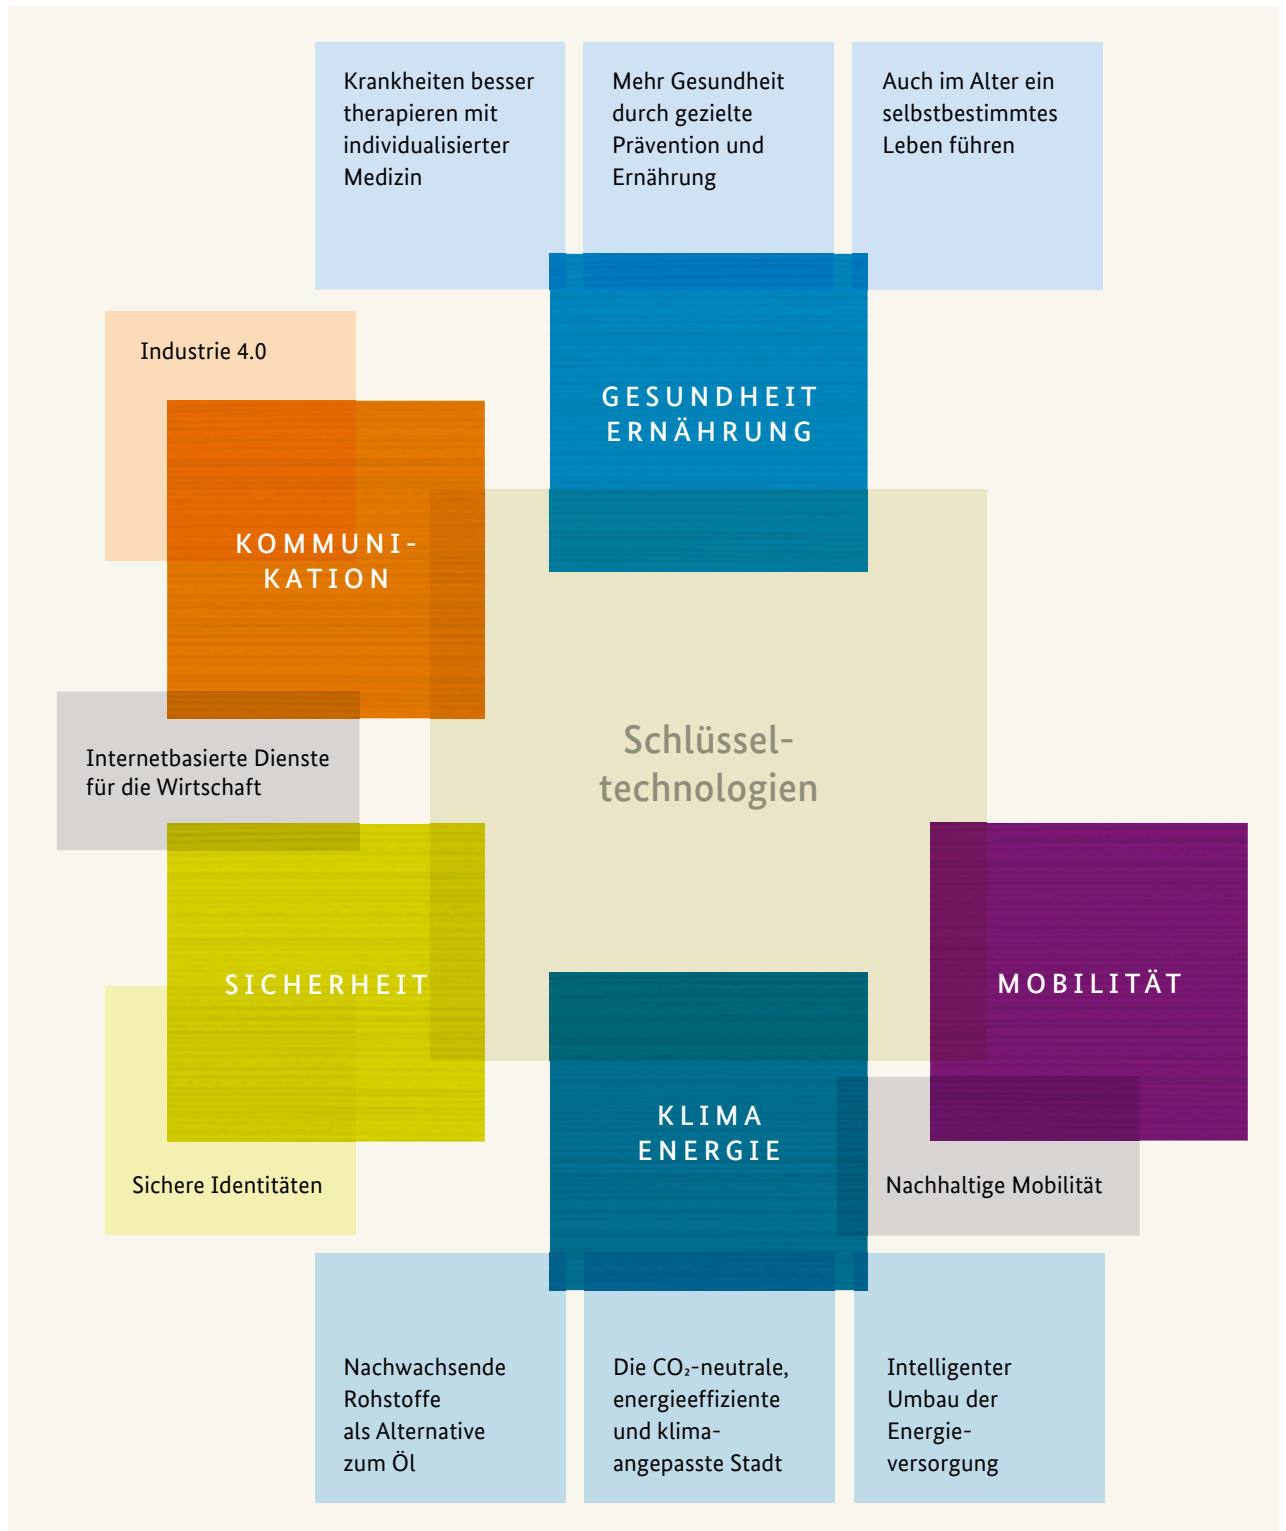 Krankheiten besser
therapieren mit
individualisierter
Medizin
Mehr Gesundheit
durch gezielte
Prävention und
Ernährung
Auch im Alter ein
selbstbestimmtes
Leben führen
Industrie 4.0
GESUNDHEIT
ERNÄHRUNG
KOMMUNI-
KATION
Schlüssel-
technologien
Internetbasierte Dienste
für die Wirtschaft
SICHERHEIT
MOBILITÄT
KLIMA
ENERGIE
Sichere Identitäten
Nachhaltige Mobilität
Nachwachsende
Rohstoffe
als Alternative
zum Öl
Die CO₂-neutrale,
energieeffiziente
und klima-
angepasste Stadt
Intelligenter
Umbau der
Energie-
versorgung